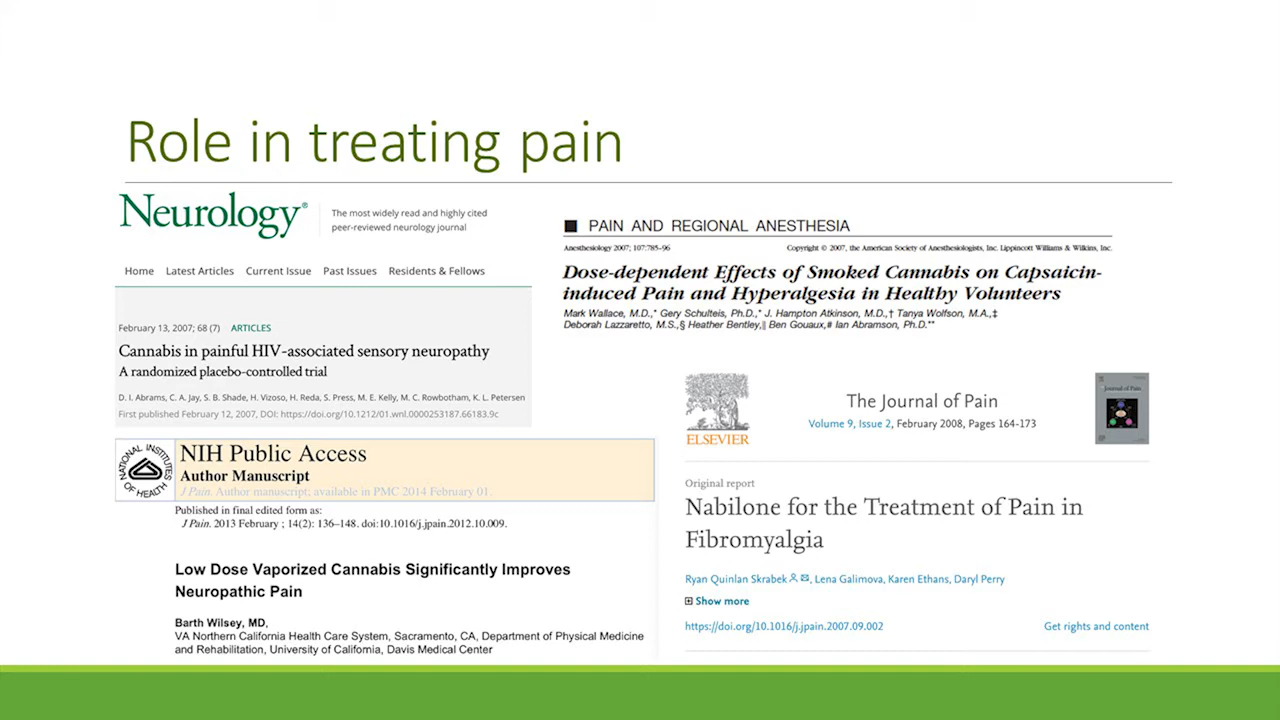 Role in treating pain
Neurology®
The most widely read and highly cited
peer-reviewed neurology journal
Home Latest Articles Current Issue Past Issues Residents & Fellows
February 13, 2007; 68 (7) ARTICLES
Cannabis in painful HIV-associated sensory neuropathy
A randomized placebo-controlled trial
D. I. Abrams, C. A. Jay, S. B. Shade, H. Vizoso, H. Reda, S. Press, M. E. Kelly, M. C. Rowbotham, K. L. Petersen
First published February 12, 2007, DOI: https://doi.org/10.1212/01.wnl.0000253187.66183.9c
PAIN AND REGIONAL ANESTHESIA
Anesthesiology 2007; 107:785–96 Copyright © 2007, the American Society of Anesthesiologists, Inc. Lippincott Williams & Wilkins, Inc.
Dose-dependent Effects of Smoked Cannabis on Capsaicin-
induced Pain and Hyperalgesia in Healthy Volunteers
Mark Wallace, M.D.,* Gery Schulteis, Ph.D.,* J. Hampton Atkinson, M.D.,† Tanya Wolfson, M.A.,‡
Deborah Lazzaretto, M.S.,§ Heather Bentley,|| Ben Gouaux,# Ian Abramson, Ph.D.**
NATIONAL INSTITUTES OF HEALTH
NIH Public Access
Author Manuscript
J Pain. Author manuscript; available in PMC 2014 February 01.
Published in final edited form as:
J Pain. 2013 February ; 14(2): 136–148. doi:10.1016/j.jpain.2012.10.009.
Low Dose Vaporized Cannabis Significantly Improves
Neuropathic Pain
Barth Wilsey, MD,
VA Northern California Health Care System, Sacramento, CA, Department of Physical Medicine
and Rehabilitation, University of California, Davis Medical Center
ELSEVIER
The Journal of Pain
Volume 9, Issue 2, February 2008, Pages 164-173
Journal of Pain
Original report
Nabilone for the Treatment of Pain in
Fibromyalgia
Ryan Quinlan Skrabek, Lena Galimova, Karen Ethans, Daryl Perry
Show more
https://doi.org/10.1016/j.jpain.2007.09.002 Get rights and content